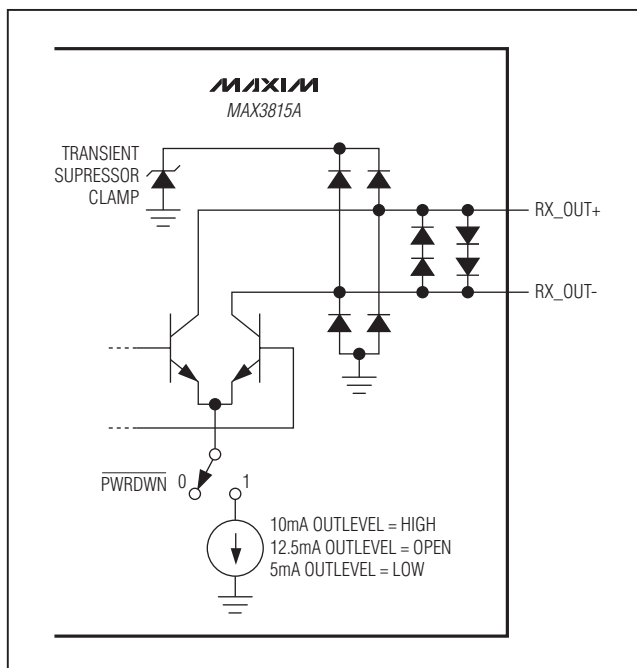 MAXIM
MAX3815A
TRANSIENT
SUPRESSOR
CLAMP
RX_OUT+
RX_OUT-
PWRDWN 0 1
10mA OUTLEVEL = HIGH
12.5mA OUTLEVEL = OPEN
5mA OUTLEVEL = LOW